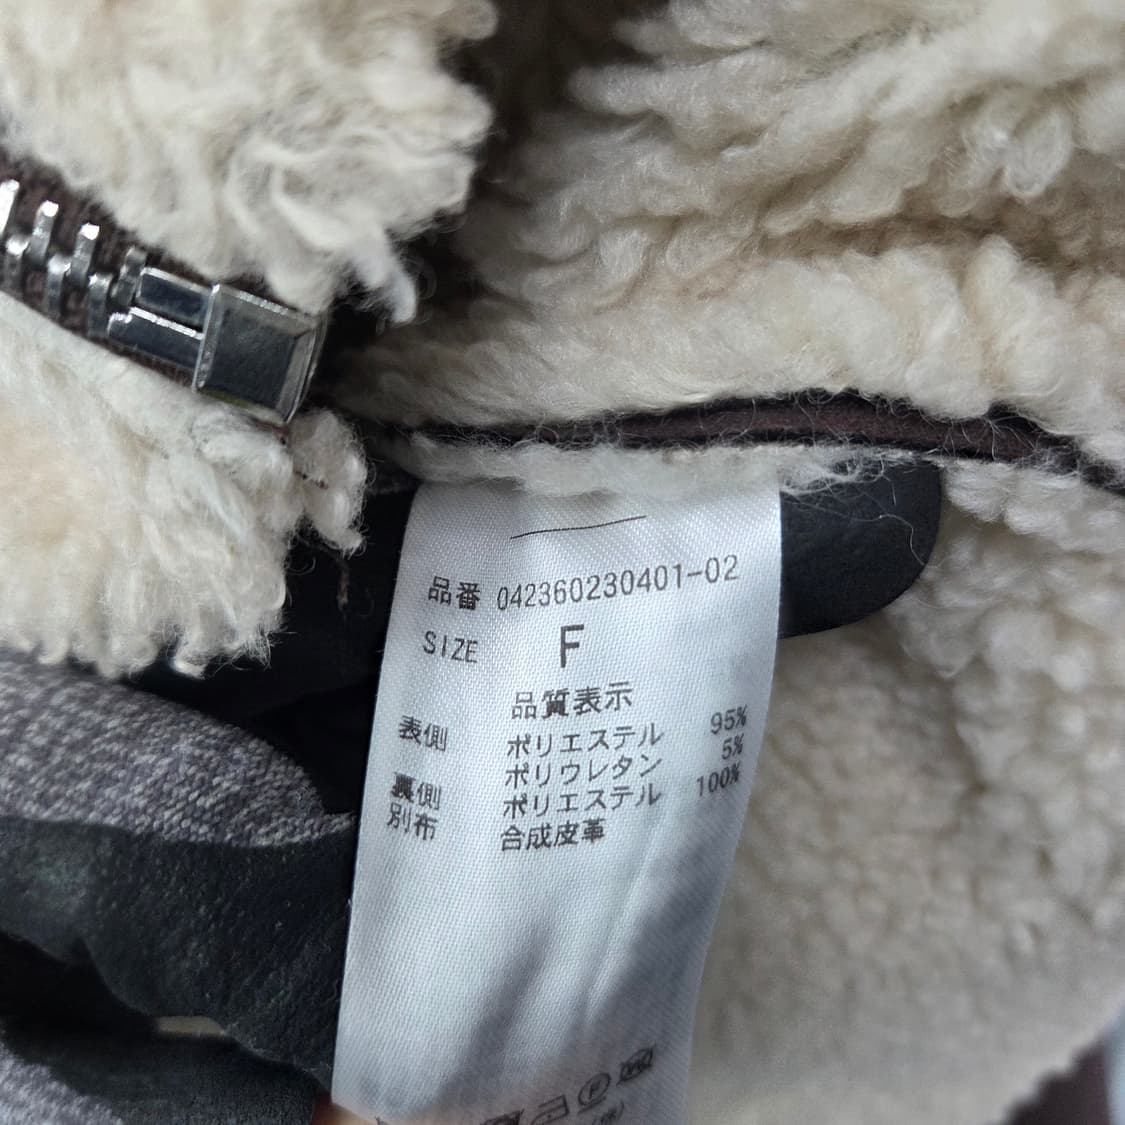 品番 042360230401-02
SIZE F
品質表示
表側 ポリエステル 95%
ポリウレタン 5%
裏側 ポリエステル 100%
別布 合成皮革